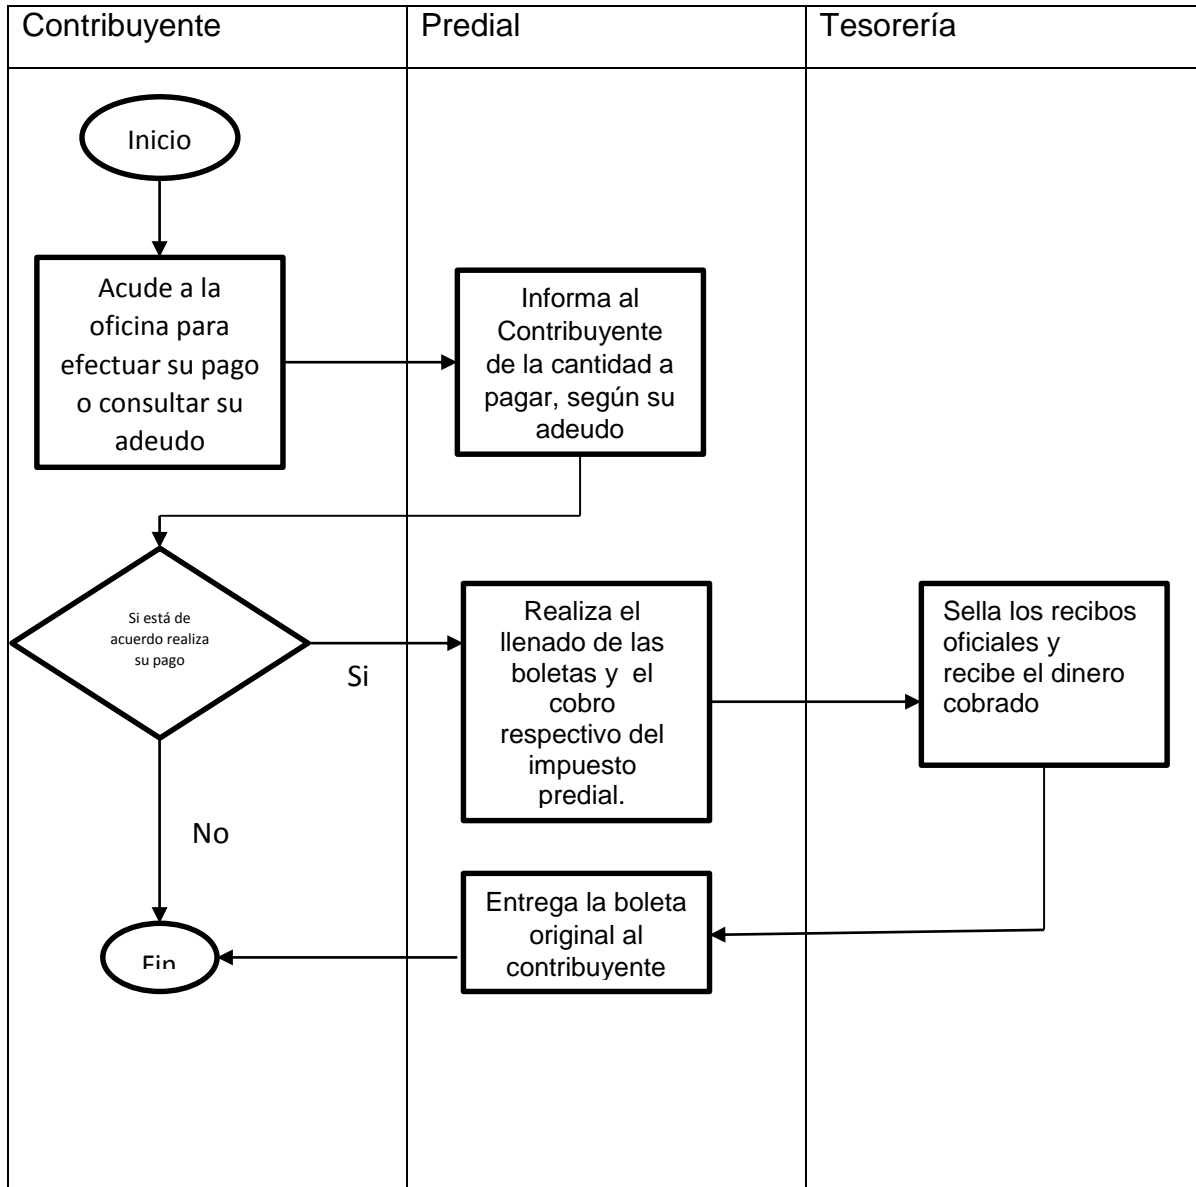 Contribuyente
Predial
Tesorería
Inicio
Acude a la
oficina para
efectuar su pago
o consultar su
adeudo
Informa al
Contribuyente
de la cantidad a
pagar, según su
adeudo
Si está de
acuerdo realiza
su pago
Si
No
Realiza el
llenado de las
boletas y el
cobro
respectivo del
impuesto
predial.
Sella los recibos
oficiales y
recibe el dinero
cobrado
Entrega la boleta
original al
contribuyente
Fin